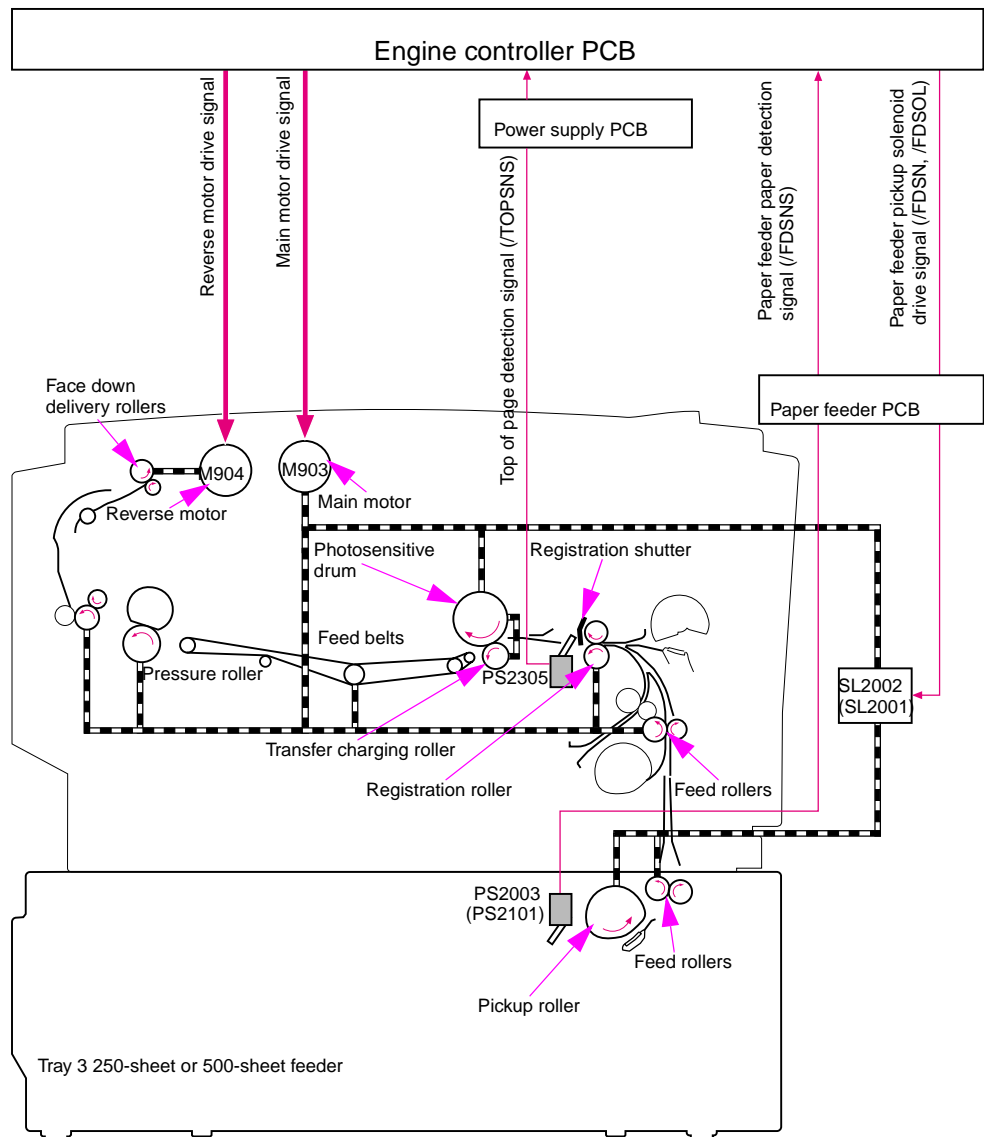 Engine controller PCB
Reverse motor drive signal
Main motor drive signal
Power supply PCB
Top of page detection signal (/TOPSNS)
Paper feeder paper detection
signal (/FDSNS)
Paper feeder pickup solenoid
drive signal (/FDSN, /FDSOL)
Paper feeder PCB
Face down
delivery rollers
M904
M903
Main motor
Reverse motor
Photosensitive
drum
Registration shutter
Feed belts
Pressure roller
PS2305
SL2002
(SL2001)
Transfer charging roller
Registration roller
Feed rollers
PS2003
(PS2101)
Feed rollers
Pickup roller
Tray 3 250-sheet or 500-sheet feeder